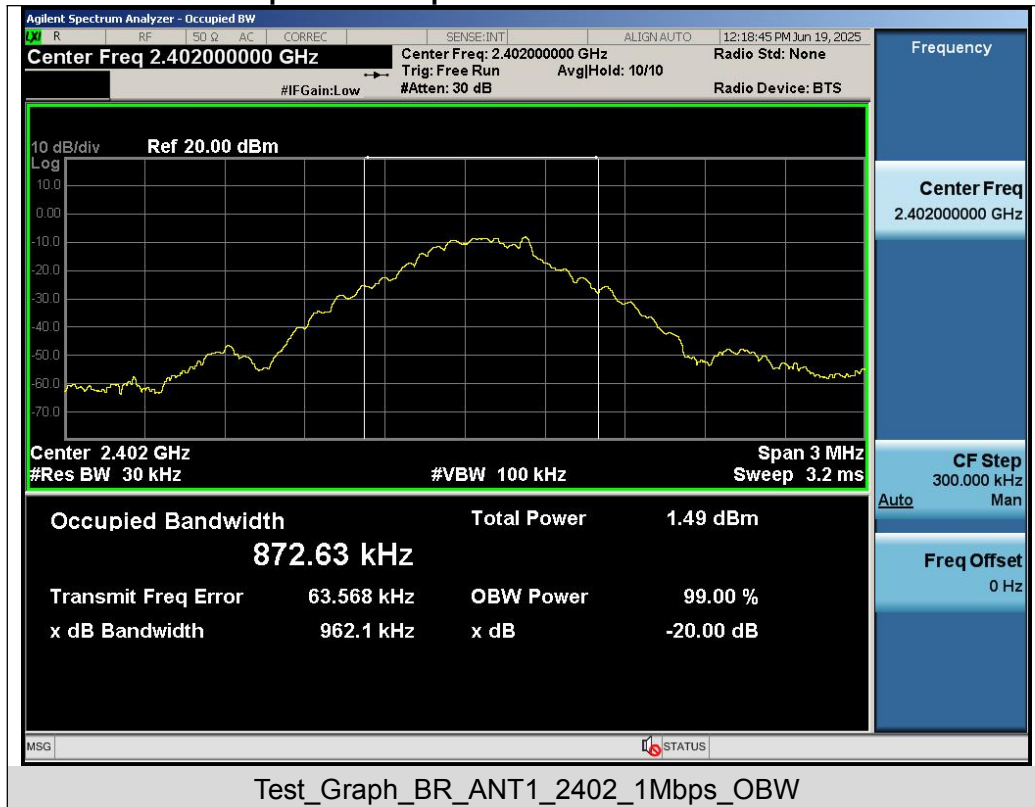 Agilent Spectrum Analyzer - Occupied BW
LXI R RF 50 Ω AC CORREC SENSE:INT ALIGN AUTO 12:18:45 PM Jun 19, 2025
Center Freq 2.402000000 GHz
Center Freq: 2.402000000 GHz
Radio Std: None
Trig: Free Run Avg|Hold: 10/10
#IFGain:Low
#Atten: 30 dB
Radio Device: BTS
Frequency
10 dB/div Ref 20.00 dBm
Log
10.0
0.00
-10.0
-20.0
-30.0
-40.0
-50.0
-60.0
-70.0
Center 2.402 GHz Span 3 MHz
#Res BW 30 kHz #VBW 100 kHz Sweep 3.2 ms
Center Freq
2.402000000 GHz
CF Step
300.000 kHz
Auto Man
Freq Offset
0 Hz
Occupied Bandwidth Total Power 1.49 dBm
872.63 kHz
Transmit Freq Error 63.568 kHz OBW Power 99.00 %
x dB Bandwidth 962.1 kHz x dB -20.00 dB
MSG STATUS
Test_Graph_BR_ANT1_2402_1Mbps_OBW